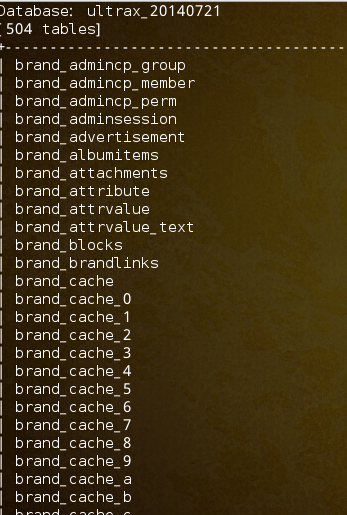 Database: ultrax_20140721
[504 tables]
+---------------------------------------
| brand_admincp_group
| brand_admincp_member
| brand_admincp_perm
| brand_adminsession
| brand_advertisement
| brand_albumitems
| brand_attachments
| brand_attribute
| brand_attrvalue
| brand_attrvalue_text
| brand_blocks
| brand_brandlinks
| brand_cache
| brand_cache_0
| brand_cache_1
| brand_cache_2
| brand_cache_3
| brand_cache_4
| brand_cache_5
| brand_cache_6
| brand_cache_7
| brand_cache_8
| brand_cache_9
| brand_cache_a
| brand_cache_b